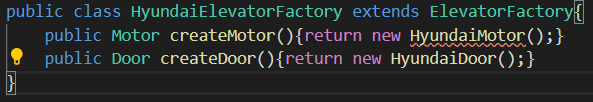 public class HyundaiElevatorFactory extends ElevatorFactory{
    public Motor createMotor(){return new HyundaiMotor();}
    public Door createDoor(){return new HyundaiDoor();}
}